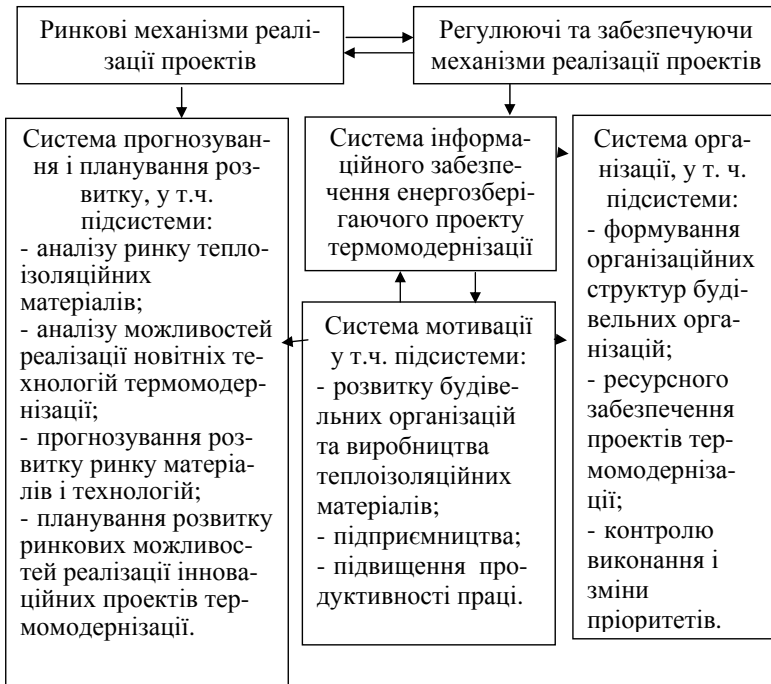 Ринкові механізми реалі-
зації проектів
Регулюючі та забезпечуючи
механізми реалізації проектів
Система прогнозуван-
ня і планування роз-
витку, у т.ч.
підсистеми:
- аналізу ринку тепло-
ізоляційних
матеріалів;
- аналізу можливостей
реалізації новітніх те-
хнологій термомодер-
нізації;
- прогнозування роз-
витку ринку матеріа-
лів і технологій;
- планування розвитку
ринкових можливос-
тей реалізації іннова-
ційних проектів тер-
момодернізації.
Система інформа-
ційного забезпе-
чення енергозбері-
гаючого проекту
термомодернізації
Система мотивації
у т.ч. підсистеми:
- розвитку будіве-
льних організацій
та виробництва
теплоізоляційних
матеріалів;
- підприємництва;
- підвищення про-
дуктивності праці.
Система орга-
нізації, у т. ч.
підсистеми:
- формування
організаційних
структур буді-
вельних орга-
нізацій;
- ресурсного
забезпечення
проектів тер-
момодерніза-
ції;
- контролю
виконання і
зміни
пріоритетів.